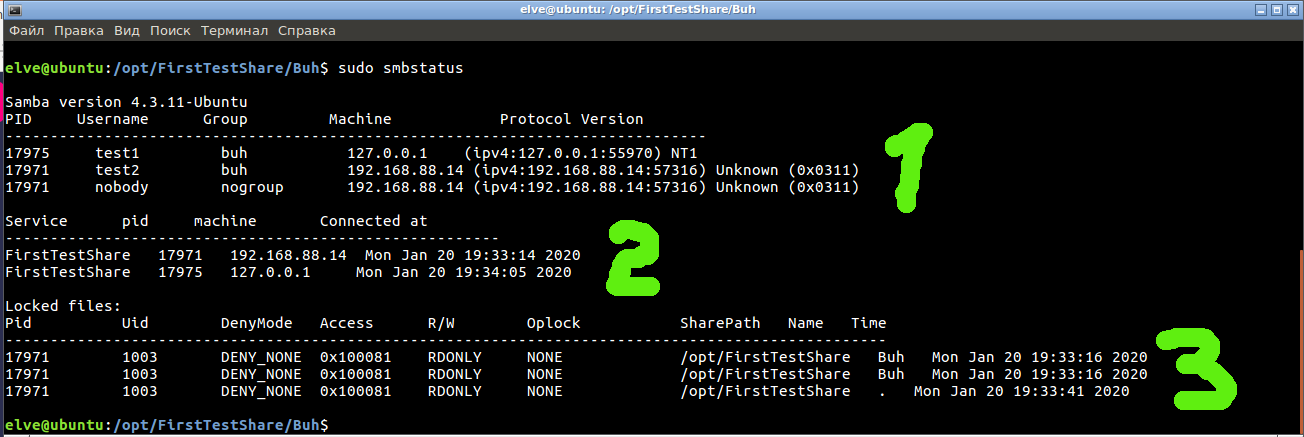 elve@ubuntu: /opt/FirstTestShare/Buh
Файл Правка Вид Поиск Терминал Справка
elve@ubuntu:/opt/FirstTestShare/Buh$ sudo smbstatus
Samba version 4.3.11-Ubuntu
PID     Username      Group              Machine            Protocol Version
------------------------------------------------------------------------------
17975     test1         buh            127.0.0.1    (ipv4:127.0.0.1:55970) NT1
17971     test2         buh            192.168.88.14 (ipv4:192.168.88.14:57316) Unknown (0x0311)
17971     nobody        nogroup        192.168.88.14 (ipv4:192.168.88.14:57316) Unknown (0x0311)
1
Service      pid     machine       Connected at
-------------------------------------------------------
FirstTestShare   17971   192.168.88.14  Mon Jan 20 19:33:14 2020
FirstTestShare   17975   127.0.0.1     Mon Jan 20 19:34:05 2020
2
Locked files:
Pid          Uid        DenyMode   Access      R/W        Oplock           SharePath   Name   Time
--------------------------------------------------------------------------------------------------
17971        1003       DENY_NONE  0x100081    RDONLY     NONE             /opt/FirstTestShare   Buh   Mon Jan 20 19:33:16 2020
17971        1003       DENY_NONE  0x100081    RDONLY     NONE             /opt/FirstTestShare   Buh   Mon Jan 20 19:33:16 2020
17971        1003       DENY_NONE  0x100081    RDONLY     NONE             /opt/FirstTestShare   .   Mon Jan 20 19:33:41 2020
3
elve@ubuntu:/opt/FirstTestShare/Buh$